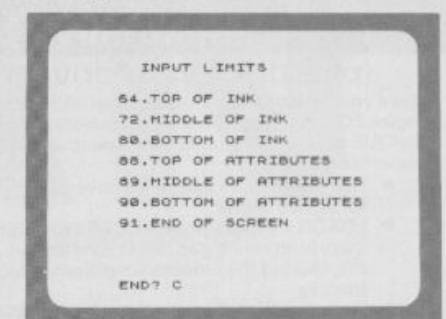 INPUT LIMITS
64.TOP OF INK
72.MIDDLE OF INK
80.BOTTOM OF INK
88.TOP OF ATTRIBUTES
89.MIDDLE OF ATTRIBUTES
90.BOTTOM OF ATTRIBUTES
91.END OF SCREEN
END? C